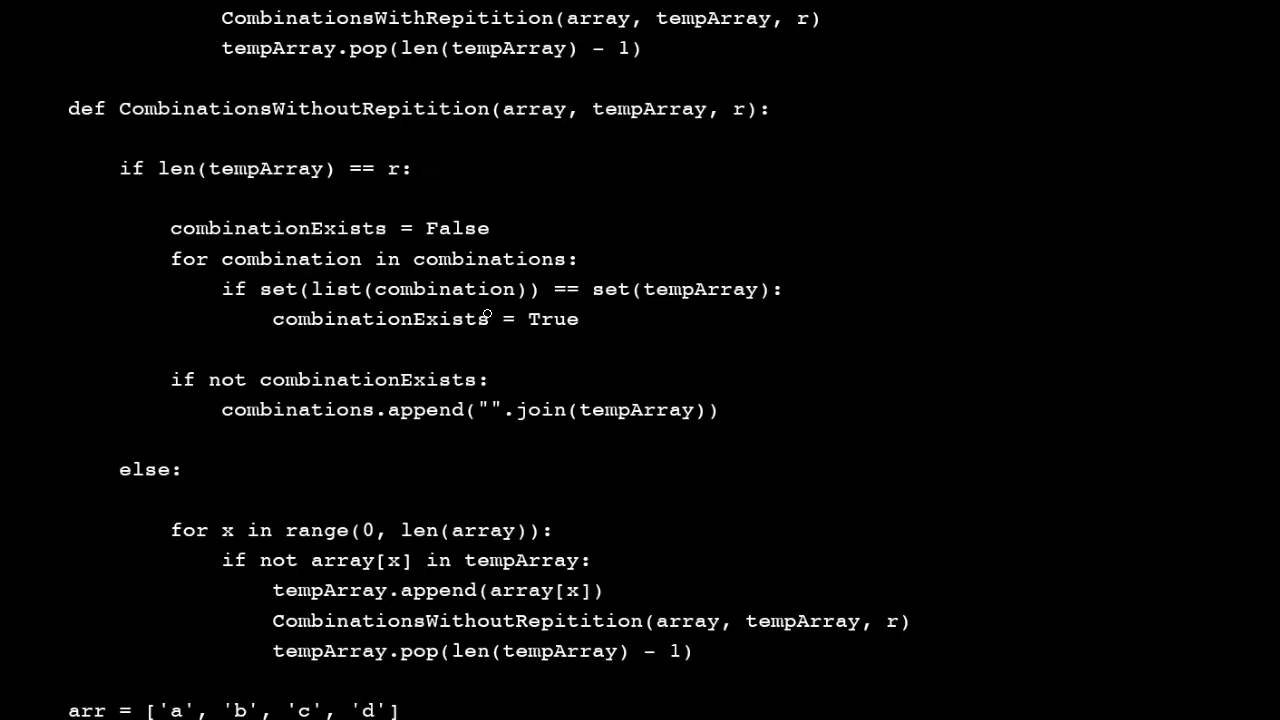 CombinationsWithRepitition(array, tempArray, r)
tempArray.pop(len(tempArray) - 1)
def CombinationsWithoutRepitition(array, tempArray, r):
if len(tempArray) == r:
combinationExists = False
for combination in combinations:
if set(list(combination)) == set(tempArray):
combinationExists = True
if not combinationExists:
combinations.append("".join(tempArray))
else:
for x in range(0, len(array)):
if not array[x] in tempArray:
tempArray.append(array[x])
CombinationsWithoutRepitition(array, tempArray, r)
tempArray.pop(len(tempArray) - 1)
arr = ['a', 'b', 'c', 'd']